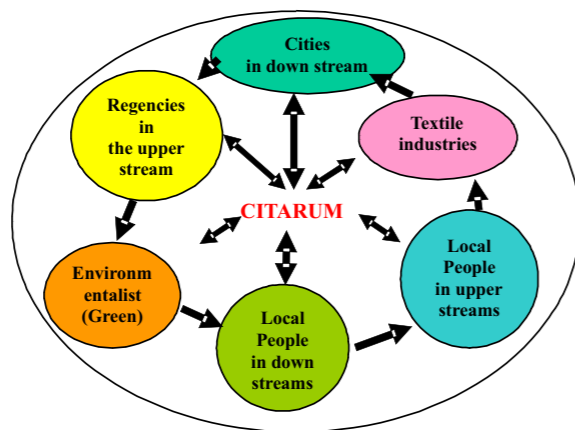 Cities
in down stream
Regencies
in
the upper
stream
Textile
industries
CITARUM
Environm
entalist
(Green)
Local
People
in down
streams
Local
People
in upper
streams